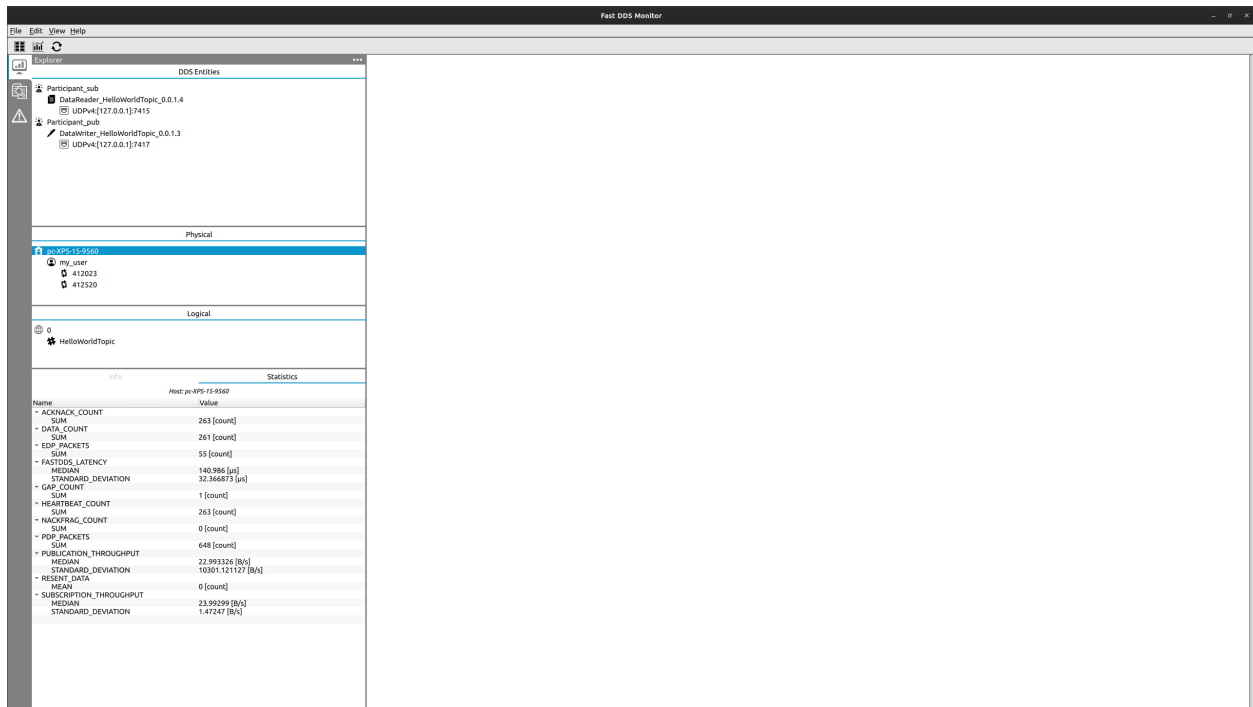 Fast DDS Monitor
File Edit View Help
Explorer
DDS Entities
Participant_sub
DataReader_HelloWorldTopic_0.0.1.4
UDPv4:[127.0.0.1]:7415
Participant_pub
DataWriter_HelloWorldTopic_0.0.1.3
UDPv4:[127.0.0.1]:7417
Physical
pc-XPS-15-9560
my_user
412023
412520
Logical
0
HelloWorldTopic
Info Statistics
Host: pc-XPS-15-9560
Name Value
ACKNACK_COUNT
SUM 263 [count]
DATA_COUNT
SUM 261 [count]
EDP_PACKETS
SUM 55 [count]
FASTDDS_LATENCY
MEDIAN 140.986 [µs]
STANDARD_DEVIATION 32.366873 [µs]
GAP_COUNT
SUM 1 [count]
HEARTBEAT_COUNT
SUM 263 [count]
NACKFRAG_COUNT
SUM 0 [count]
PDP_PACKETS
SUM 648 [count]
PUBLICATION_THROUGHPUT
MEDIAN 22.993326 [B/s]
STANDARD_DEVIATION 10301.121127 [B/s]
RESENT_DATA
MEAN 0 [count]
SUBSCRIPTION_THROUGHPUT
MEDIAN 23.99299 [B/s]
STANDARD_DEVIATION 1.47247 [B/s]